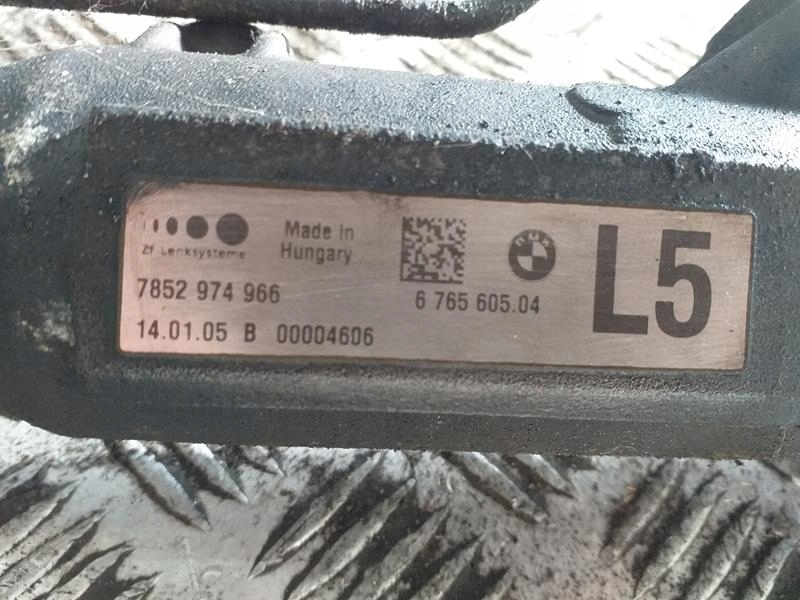 Zf Lenksysteme
Made in
Hungary
BMW
L5
7852 974 966
6 765 605.04
14.01.05 B 00004606